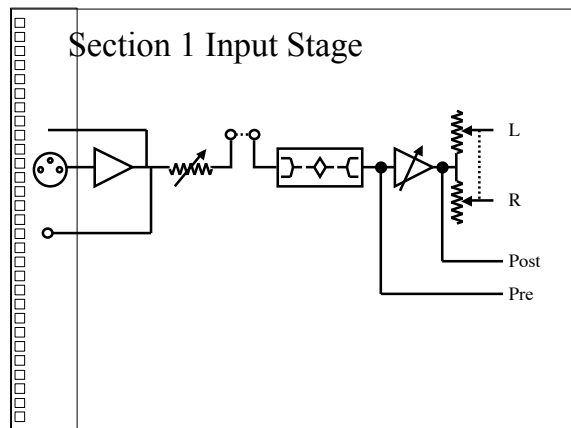 Section 1 Input Stage
L
R
Post
Pre